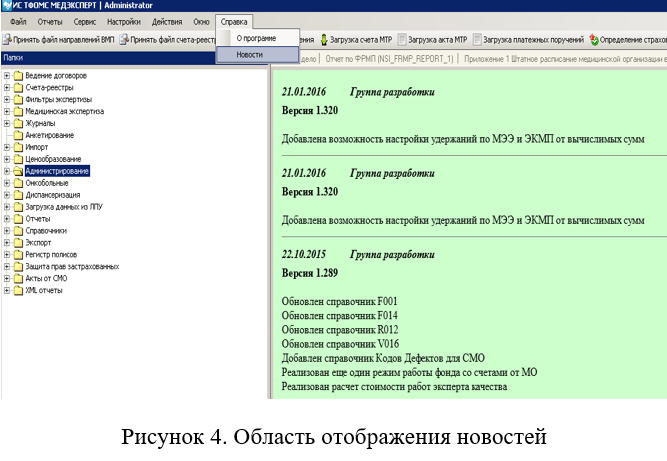 ИС ТФОМС МЕДЭКСПЕРТ | Administrator
Файл Отчеты Сервис Настройки Действия Окно Справка
Принять файл направлений ВМП Принять файл счета-реест Загрузка счета МТР Загрузка акта МТР Загрузка платежных поручений Определение страхо
О программе
Новости
Папки
дело Отчет по ФРМП (NSI_FRMP_REPORT_1) Приложение 1 Штатное расписание медицинской организации в
Ведение договоров
Счета-реестры
Фильтры экспертизы
Медицинская экспертиза
Журналы
Анкетирование
Импорт
Ценообразование
Администрирование
Онкобольные
Диспансеризация
Загрузка данных из ЛПУ
Отчеты
Справочники
Экспорт
Регистр полисов
Защита прав застрахованных
Акты от СМО
XML отчеты
21.01.2016 Группа разработки
Версия 1.320
Добавлена возможность настройки удержаний по МЭЭ и ЭКМП от вычислимых сумм
21.01.2016 Группа разработки
Версия 1.320
Добавлена возможность настройки удержаний по МЭЭ и ЭКМП от вычислимых сумм
22.10.2015 Группа разработки
Версия 1.289
Обновлен справочник F001
Обновлен справочник F014
Обновлен справочник R012
Обновлен справочник V016
Добавлен справочник Кодов Дефектов для СМО
Реализован еще один режим работы фонда со счетами от МО
Реализован расчет стоимости работ эксперта качества
Рисунок 4. Область отображения новостей